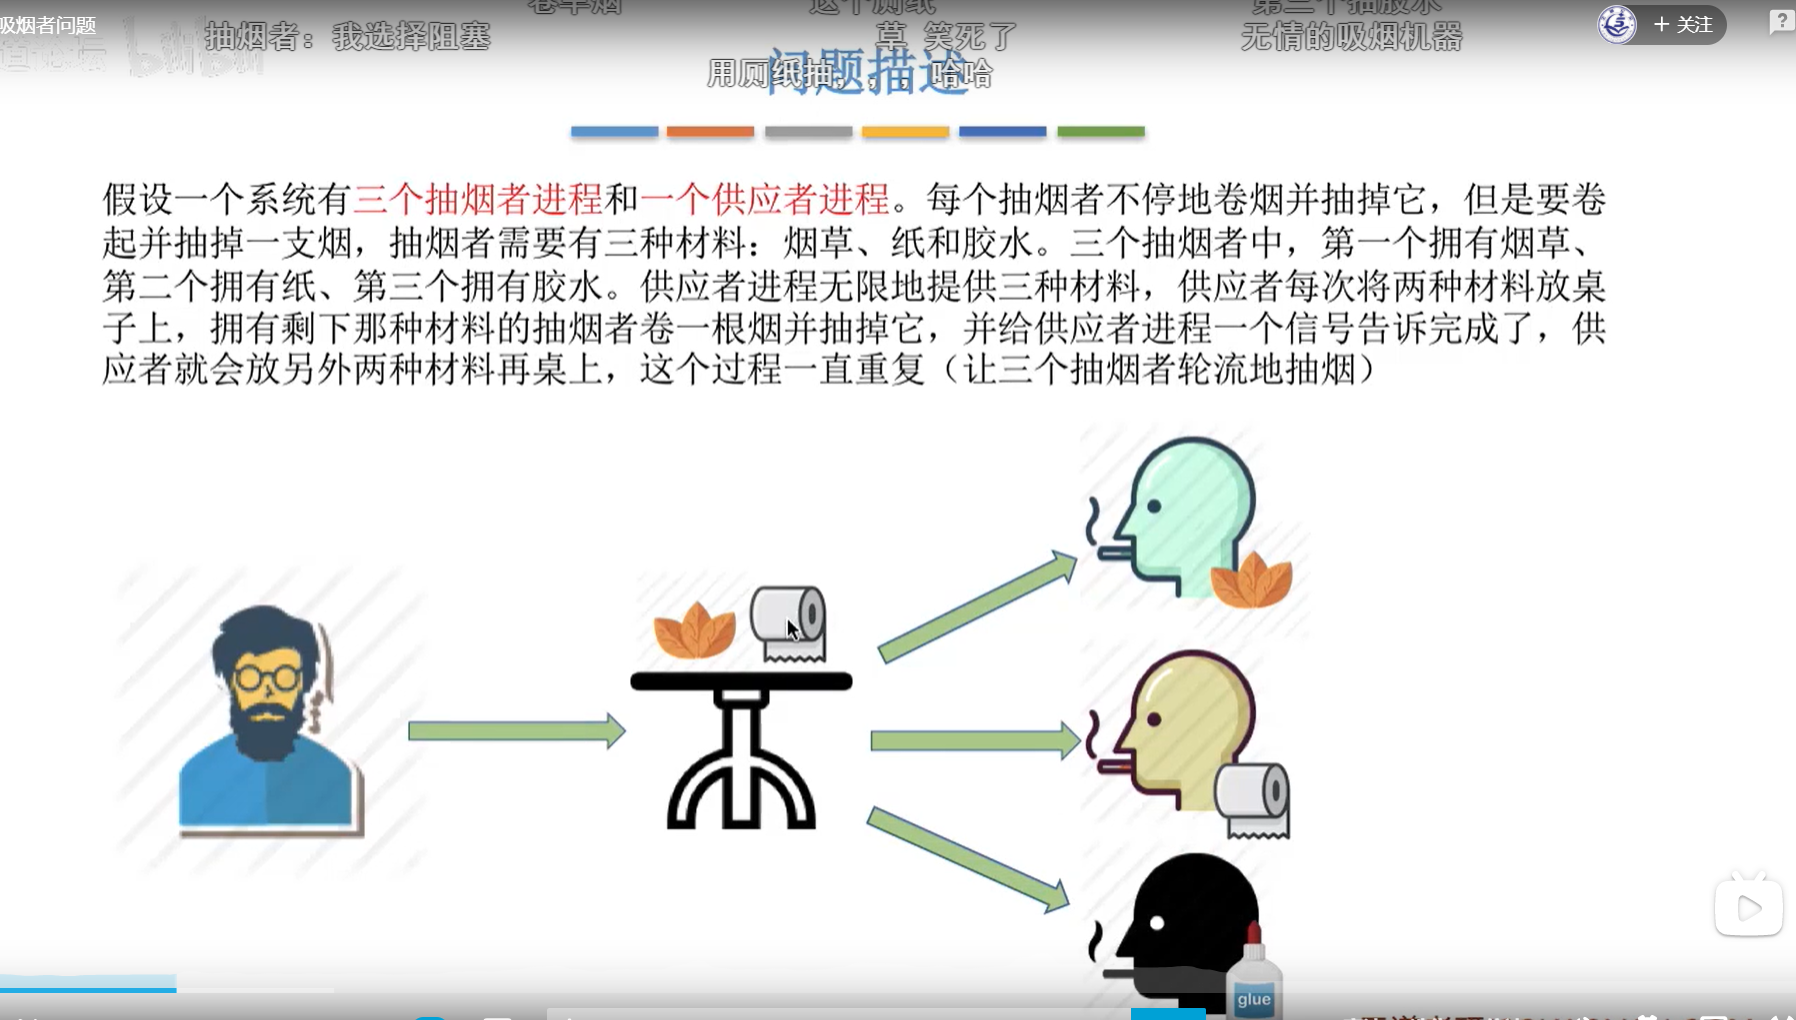 吸烟者问题
卷草烟
抽烟者：我选择阻塞
草 笑死了
无情的吸烟机器
+ 关注
?
用厕纸抽，，，哈哈
问题描述
假设一个系统有三个抽烟者进程和一个供应者进程。每个抽烟者不停地卷烟并抽掉它，但是要卷
起并抽掉一支烟，抽烟者需要有三种材料：烟草、纸和胶水。三个抽烟者中，第一个拥有烟草、
第二个拥有纸、第三个拥有胶水。供应者进程无限地提供三种材料，供应者每次将两种材料放桌
子上，拥有剩下那种材料的抽烟者卷一根烟并抽掉它，并给供应者进程一个信号告诉完成了，供
应者就会放另外两种材料再桌上，这个过程一直重复（让三个抽烟者轮流地抽烟）
glue